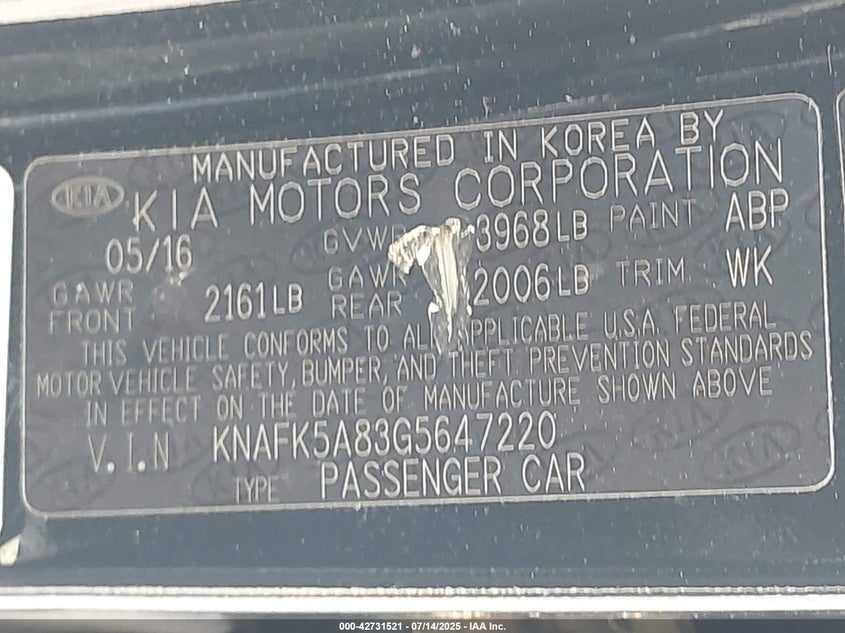 MANUFACTURED IN KOREA BY
KIA KIA MOTORS CORPORATION
05/16 GVWR 3968LB PAINT ABP
GAWR FRONT 2161LB GAWR REAR 2006LB TRIM WK
THIS VEHICLE CONFORMS TO ALL APPLICABLE U.S.A. FEDERAL
MOTOR VEHICLE SAFETY, BUMPER, AND THEFT PREVENTION STANDARDS
IN EFFECT ON THE DATE OF MANUFACTURE SHOWN ABOVE
V.I.N KNAFK5A83G5647220
TYPE PASSENGER CAR
000-42731521 - 07/14/2025 - IAA Inc.